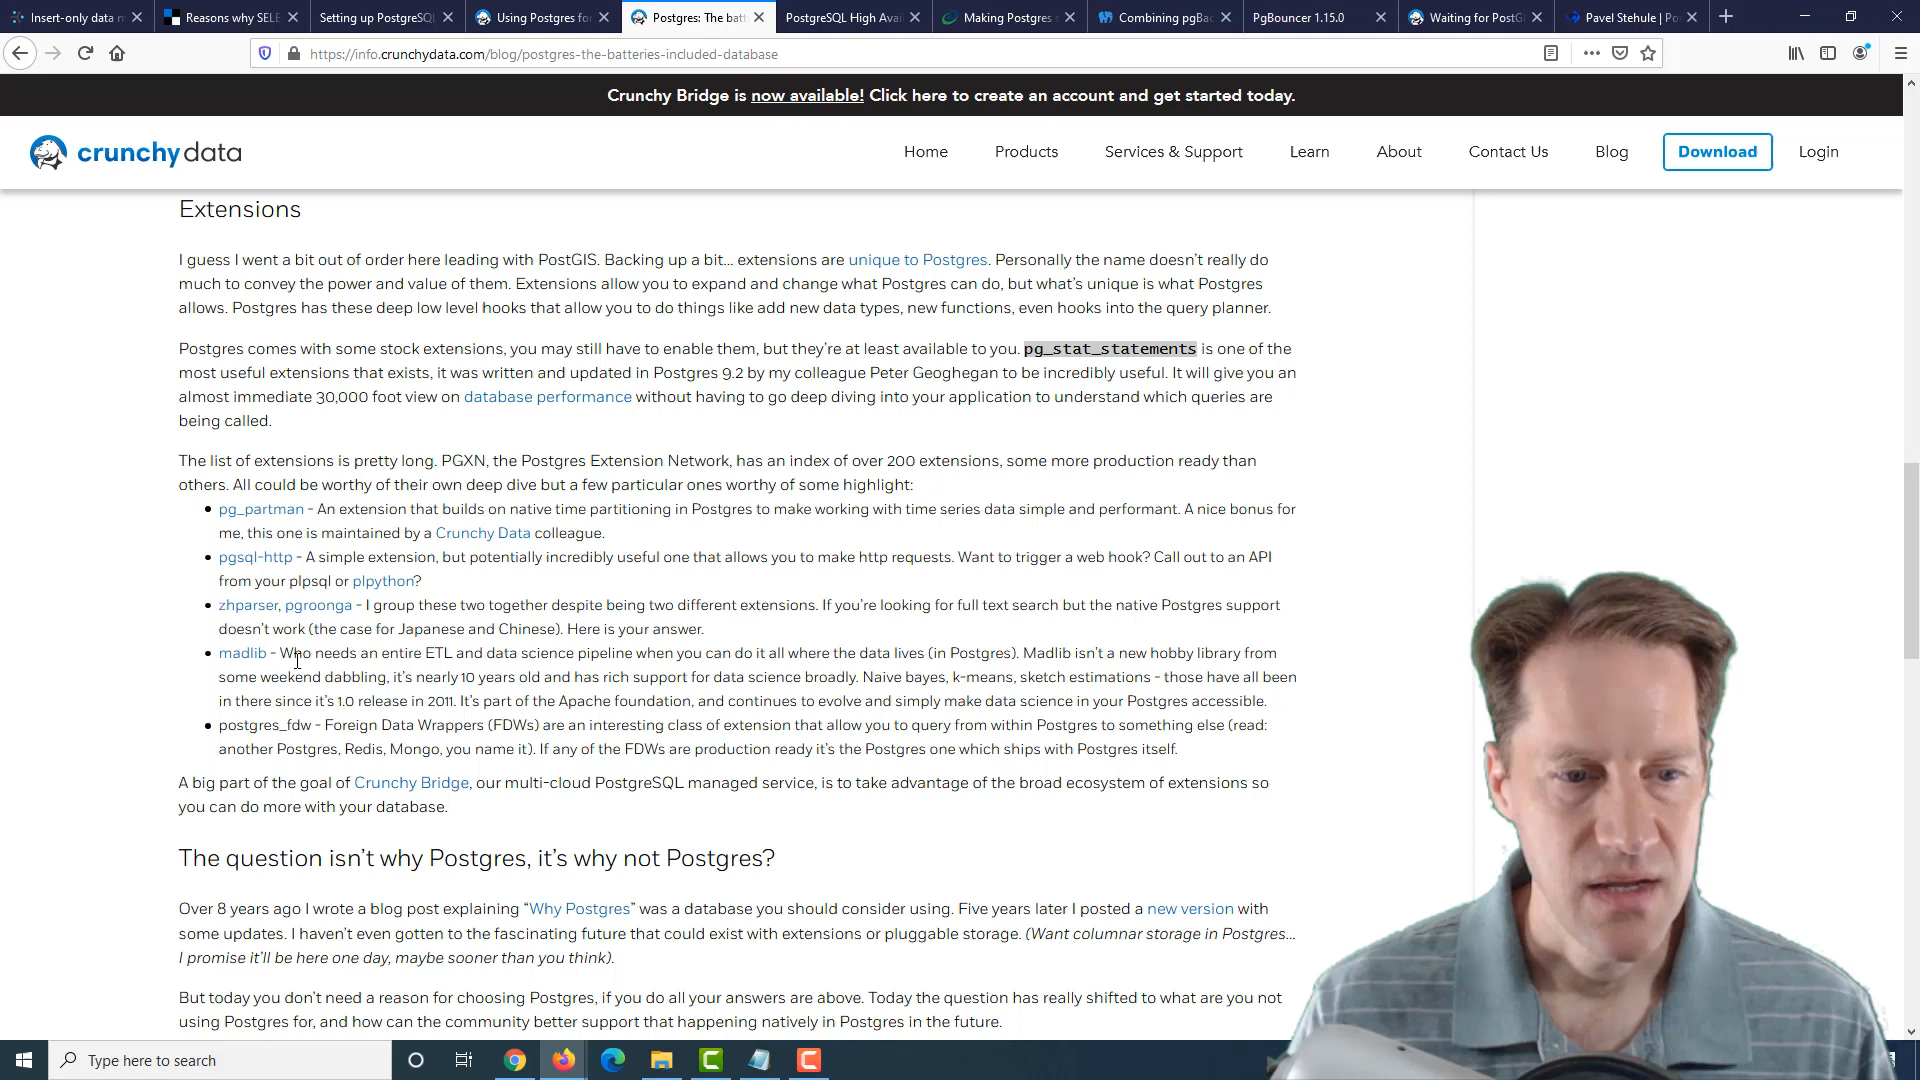 Insert-only data m
Reasons why SELE
Setting up PostgreSQL
Using Postgres fo
Postgres: The batt
PostgreSQL High Avai
Making Postgres s
Combining pgBac
PgBouncer 1.15.0
Waiting for PostG
Pavel Stehule | Po
https://info.crunchydata.com/blog/postgres-the-batteries-included-database
Crunchy Bridge is now available! Click here to create an account and get started today.
crunchydata
Home
Products
Services & Support
Learn
About
Contact Us
Blog
Download
Login
Extensions
I guess I went a bit out of order here leading with PostGIS. Backing up a bit... extensions are unique to Postgres. Personally the name doesn't really do
much to convey the power and value of them. Extensions allow you to expand and change what Postgres can do, but what's unique is what Postgres
allows. Postgres has these deep low level hooks that allow you to do things like add new data types, new functions, even hooks into the query planner.
Postgres comes with some stock extensions, you may still have to enable them, but they're at least available to you. pg_stat_statements is one of the
most useful extensions that exists, it was written and updated in Postgres 9.2 by my colleague Peter Geoghegan to be incredibly useful. It will give you an
almost immediate 30,000 foot view on database performance without having to go deep diving into your application to understand which queries are
being called.
The list of extensions is pretty long. PGXN, the Postgres Extension Network, has an index of over 200 extensions, some more production ready than
others. All could be worthy of their own deep dive but a few particular ones worthy of some highlight:
• pg_partman - An extension that builds on native time partitioning in Postgres to make working with time series data simple and performant. A nice bonus for
me, this one is maintained by a Crunchy Data colleague.
• pgsql-http - A simple extension, but potentially incredibly useful one that allows you to make http requests. Want to trigger a web hook? Call out to an API
from your plpsql or plpython?
• zhparser, pgroonga - I group these two together despite being two different extensions. If you're looking for full text search but the native Postgres support
doesn't work (the case for Japanese and Chinese). Here is your answer.
• madlib - Who needs an entire ETL and data science pipeline when you can do it all where the data lives (in Postgres). Madlib isn't a new hobby library from
some weekend dabbling, it's nearly 10 years old and has rich support for data science broadly. Naive bayes, k-means, sketch estimations - those have all been
in there since it's 1.0 release in 2011. It's part of the Apache foundation, and continues to evolve and simply make data science in your Postgres accessible.
• postgres_fdw - Foreign Data Wrappers (FDWs) are an interesting class of extension that allow you to query from within Postgres to something else (read:
another Postgres, Redis, Mongo, you name it). If any of the FDWs are production ready it's the Postgres one which ships with Postgres itself.
A big part of the goal of Crunchy Bridge, our multi-cloud PostgreSQL managed service, is to take advantage of the broad ecosystem of extensions so
you can do more with your database.
The question isn't why Postgres, it's why not Postgres?
Over 8 years ago I wrote a blog post explaining "Why Postgres" was a database you should consider using. Five years later I posted a new version with
some updates. I haven't even gotten to the fascinating future that could exist with extensions or pluggable storage. (Want columnar storage in Postgres...
I promise it'll be here one day, maybe sooner than you think).
But today you don't need a reason for choosing Postgres, if you do all your answers are above. Today the question has really shifted to what are you not
using Postgres for, and how can the community better support that happening natively in Postgres in the future.
Type here to search